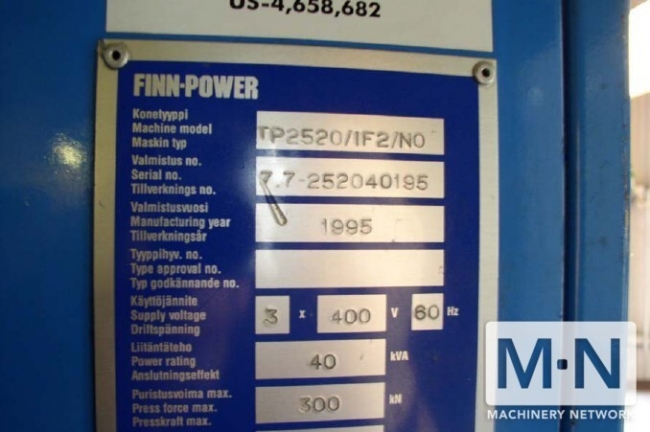 US-4,658,682
FINN-POWER
Konetyyppi
Machine model
Maskin typ
TP2520/IF2/NO
Valmistus no.
Serial no.
Tillverknings no.
7.7-252040195
Valmistusvuosi
Manufacturing year
Tillverkningsår
1995
Tyyppihyv. no.
Type approval no.
Typ godkännande no.
Käyttöjännite
Supply voltage
Driftspänning
3 x 400 V 60 Hz
Liitäntäteho
Power rating
Anslutningseffekt
40 kVA
Puristusvoima max.
Press force max.
Presskraft max.
300 kN
M·N
MACHINERY NETWORK